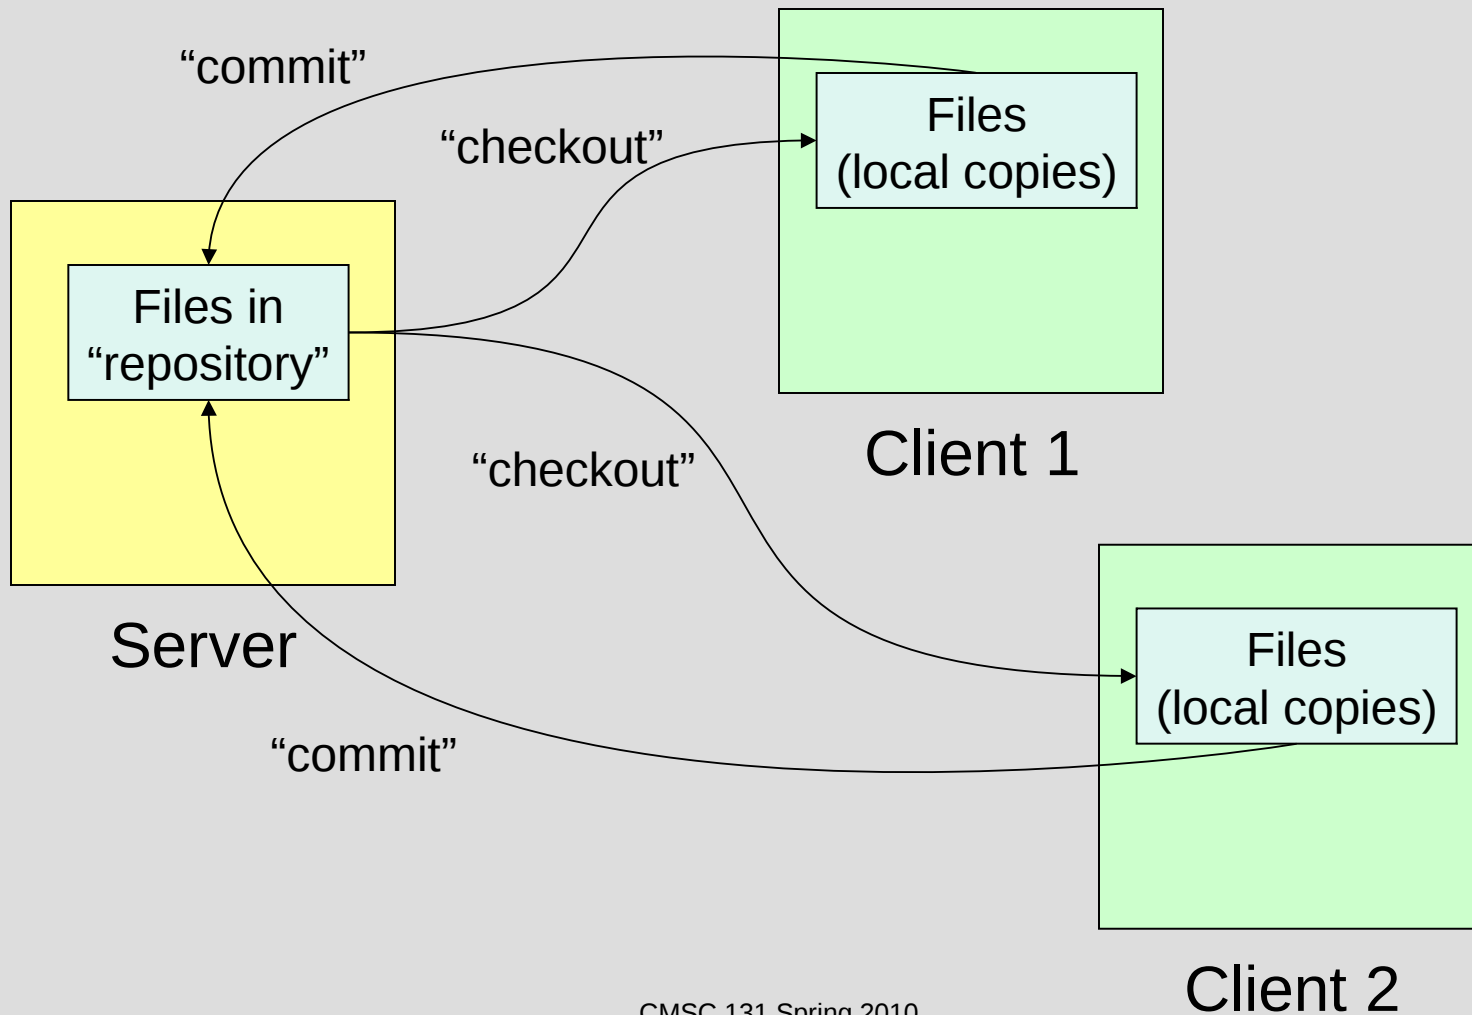 “commit”
“checkout”
Files
(local copies)
Files in
“repository”
Client 1
“checkout”
Server
Files
(local copies)
“commit”
Client 2
CMSC 131 Spring 2010